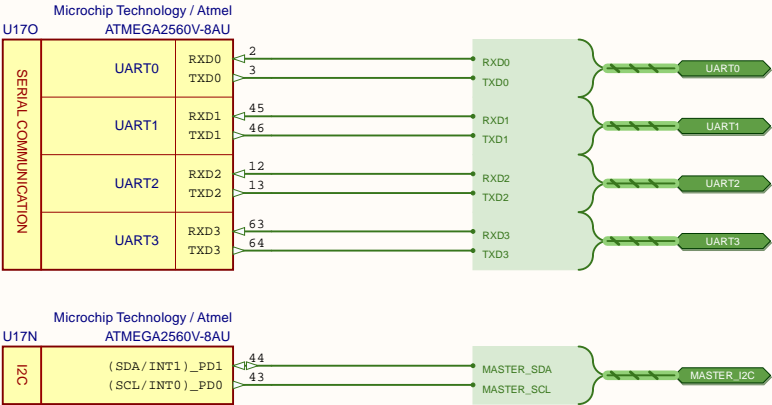 Microchip Technology / Atmel
U17O ATMEGA2560V-8AU
SERIAL COMMUNICATION
UART0 RXD0 2 RXD0 UART0
TXD0 3 TXD0
UART1 RXD1 45 RXD1 UART1
TXD1 46 TXD1
UART2 RXD2 12 RXD2 UART2
TXD2 13 TXD2
UART3 RXD3 63 RXD3 UART3
TXD3 64 TXD3
Microchip Technology / Atmel
U17N ATMEGA2560V-8AU
I2C
(SDA/INT1)_PD1 44 MASTER_SDA MASTER_I2C
(SCL/INT0)_PD0 43 MASTER_SCL